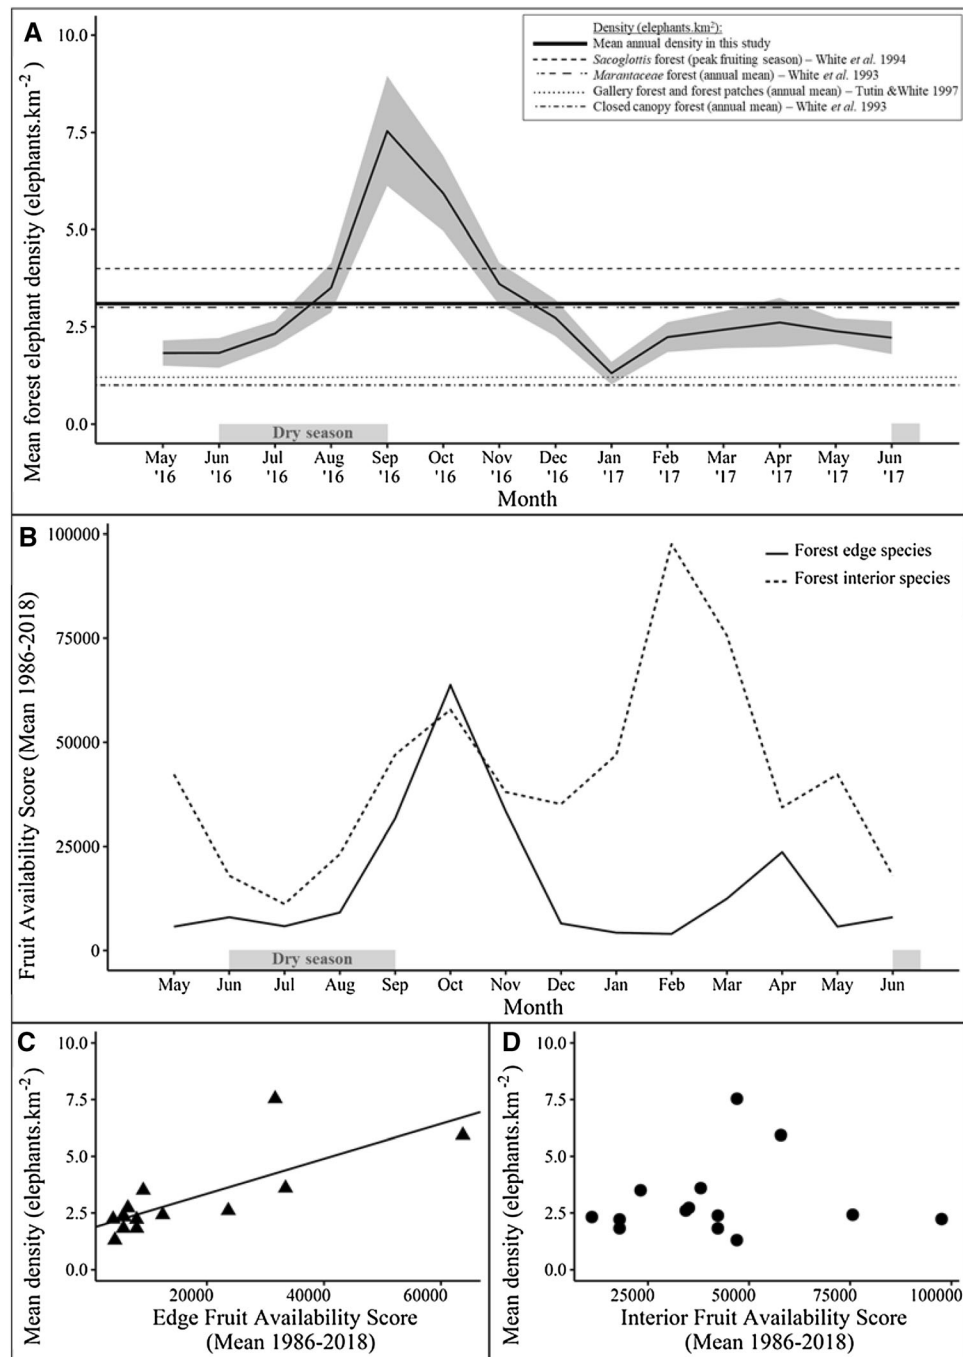 A
Mean forest elephant density (elephants.km-2)
10.0
7.5
5.0
2.5
0.0
Density (elephants.km2):
Mean annual density in this study
Sacoglottis forest (peak fruiting season) – White et al. 1994
Marantaceae forest (annual mean) – White et al. 1993
Gallery forest and forest patches (annual mean) – Tutin &White 1997
Closed canopy forest (annual mean) – White et al. 1993
Dry season
May Jun Jul Aug Sep Oct Nov Dec Jan Feb Mar Apr May Jun
'16 '16 '16 '16 '16 '16 '16 '16 '17 '17 '17 '17 '17 '17
Month
B
Fruit Availability Score (Mean 1986-2018)
100000
75000
50000
25000
0
Forest edge species
Forest interior species
Dry season
May Jun Jul Aug Sep Oct Nov Dec Jan Feb Mar Apr May Jun
Month
C
Mean density (elephants.km-2)
10.0
7.5
5.0
2.5
0.0
20000 40000 60000
Edge Fruit Availability Score
(Mean 1986-2018)
D
Mean density (elephants.km-2)
10.0
7.5
5.0
2.5
0.0
25000 50000 75000 100000
Interior Fruit Availability Score
(Mean 1986-2018)